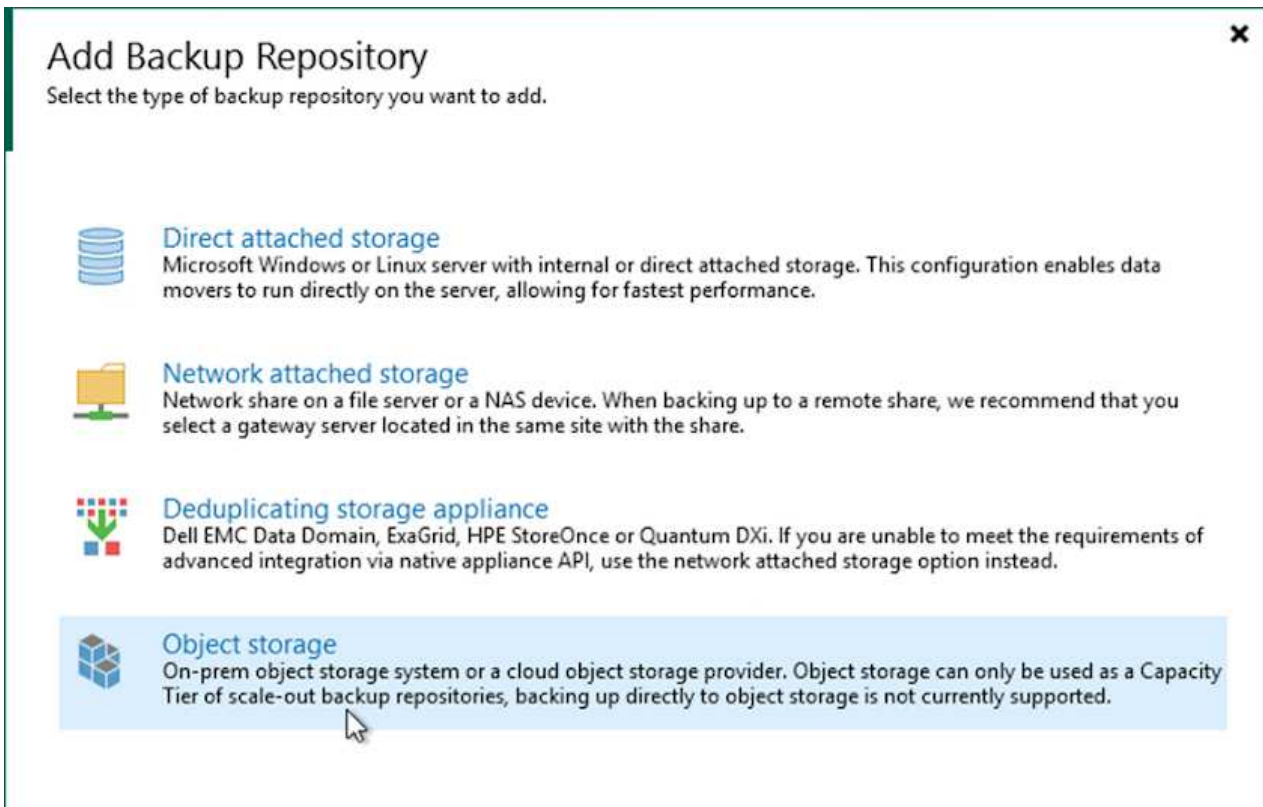 Add Backup Repository
Select the type of backup repository you want to add.
Direct attached storage
Microsoft Windows or Linux server with internal or direct attached storage. This configuration enables data
movers to run directly on the server, allowing for fastest performance.
Network attached storage
Network share on a file server or a NAS device. When backing up to a remote share, we recommend that you
select a gateway server located in the same site with the share.
Deduplicating storage appliance
Dell EMC Data Domain, ExaGrid, HPE StoreOnce or Quantum DXi. If you are unable to meet the requirements of
advanced integration via native appliance API, use the network attached storage option instead.
Object storage
On-prem object storage system or a cloud object storage provider. Object storage can only be used as a Capacity
Tier of scale-out backup repositories, backing up directly to object storage is not currently supported.